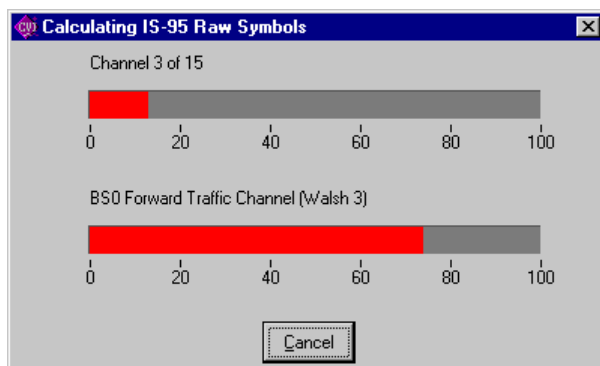 CVI Calculating IS-95 Raw Symbols
Channel 3 of 15
0 20 40 60 80 100
BS0 Forward Traffic Channel (Walsh 3)
0 20 40 60 80 100
Cancel